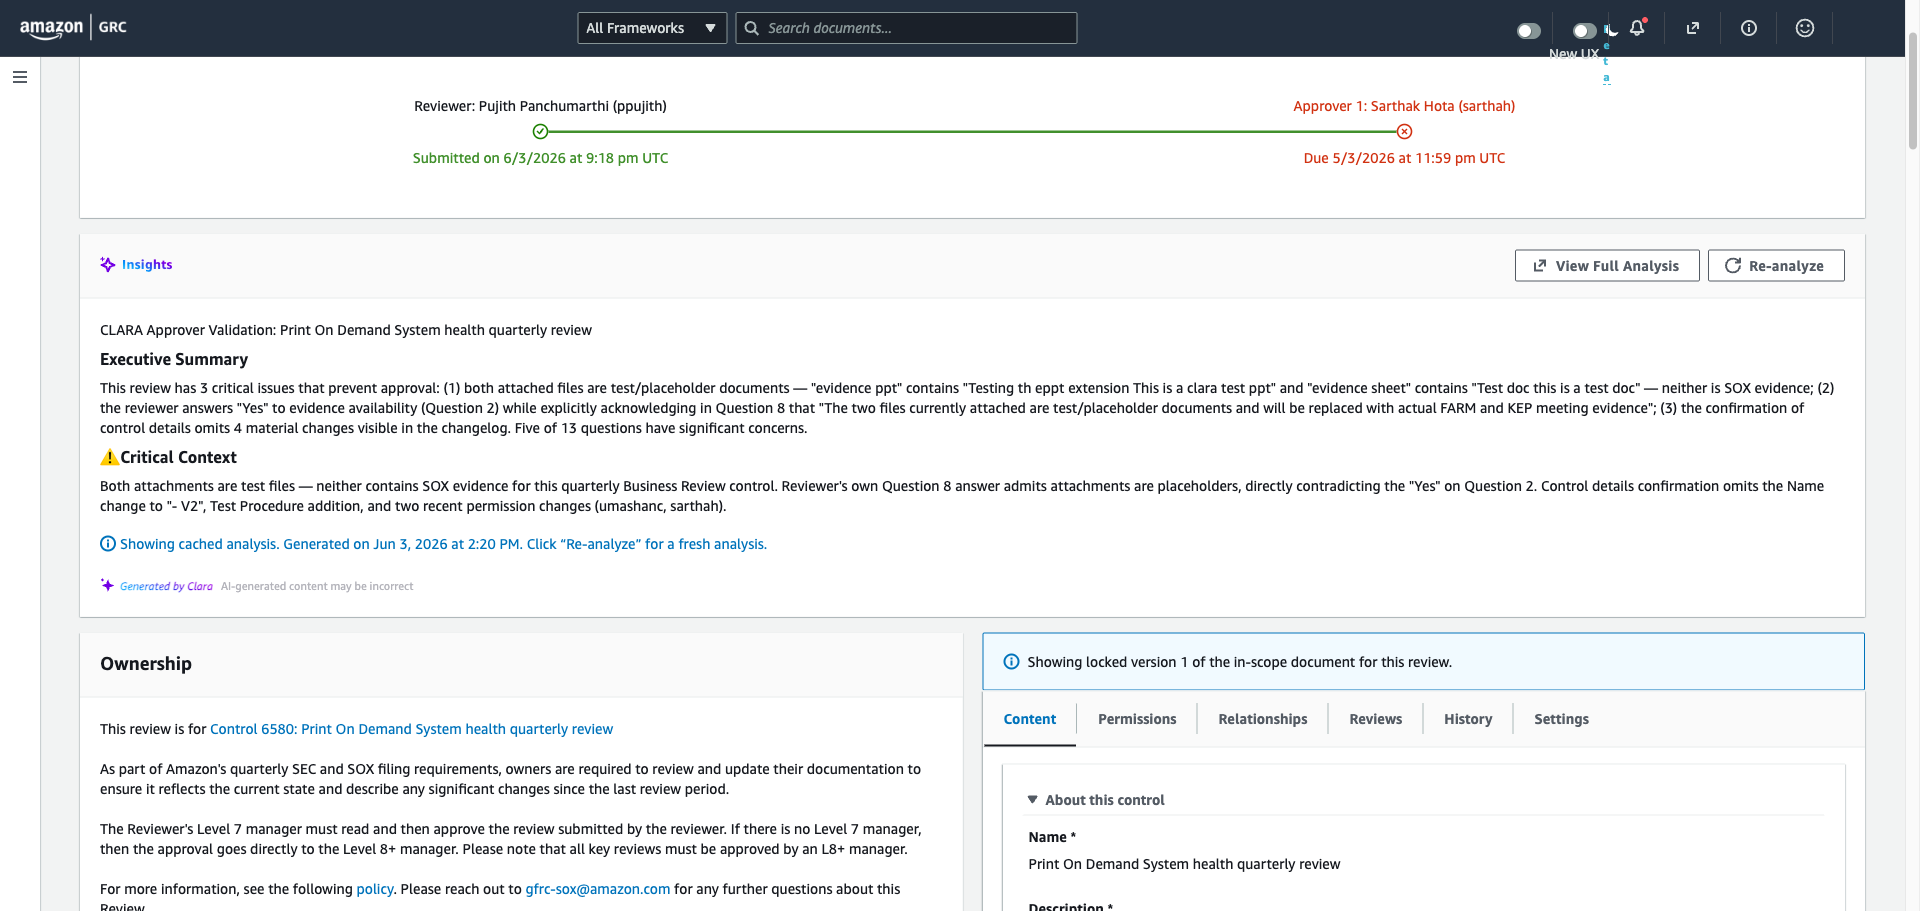 amazon GRC
All Frameworks
Search documents...
New UX
Beta
Reviewer: Pujith Panchumarthi (ppujith)
Approver 1: Sarthak Hota (sarthah)
Submitted on 6/3/2026 at 9:18 pm UTC
Due 5/3/2026 at 11:59 pm UTC
Insights
View Full Analysis
Re-analyze
CLARA Approver Validation: Print On Demand System health quarterly review
Executive Summary
This review has 3 critical issues that prevent approval: (1) both attached files are test/placeholder documents — "evidence ppt" contains "Testing th eppt extension This is a clara test ppt" and "evidence sheet" contains "Test doc this is a test doc" — neither is SOX evidence; (2)
the reviewer answers "Yes" to evidence availability (Question 2) while explicitly acknowledging in Question 8 that "The two files currently attached are test/placeholder documents and will be replaced with actual FARM and KEP meeting evidence"; (3) the confirmation of
control details omits 4 material changes visible in the changelog. Five of 13 questions have significant concerns.
Critical Context
Both attachments are test files — neither contains SOX evidence for this quarterly Business Review control. Reviewer's own Question 8 answer admits attachments are placeholders, directly contradicting the "Yes" on Question 2. Control details confirmation omits the Name
change to "- V2", Test Procedure addition, and two recent permission changes (umashanc, sarthah).
Showing cached analysis. Generated on Jun 3, 2026 at 2:20 PM. Click “Re-analyze” for a fresh analysis.
Generated by Clara AI-generated content may be incorrect
Ownership
This review is for Control 6580: Print On Demand System health quarterly review
As part of Amazon's quarterly SEC and SOX filing requirements, owners are required to review and update their documentation to
ensure it reflects the current state and describe any significant changes since the last review period.
The Reviewer's Level 7 manager must read and then approve the review submitted by the reviewer. If there is no Level 7 manager,
then the approval goes directly to the Level 8+ manager. Please note that all key reviews must be approved by an L8+ manager.
For more information, see the following policy. Please reach out to gfrc-sox@amazon.com for any further questions about this
Review.
Showing locked version 1 of the in-scope document for this review.
Content
Permissions
Relationships
Reviews
History
Settings
About this control
Name *
Print On Demand System health quarterly review
Description *